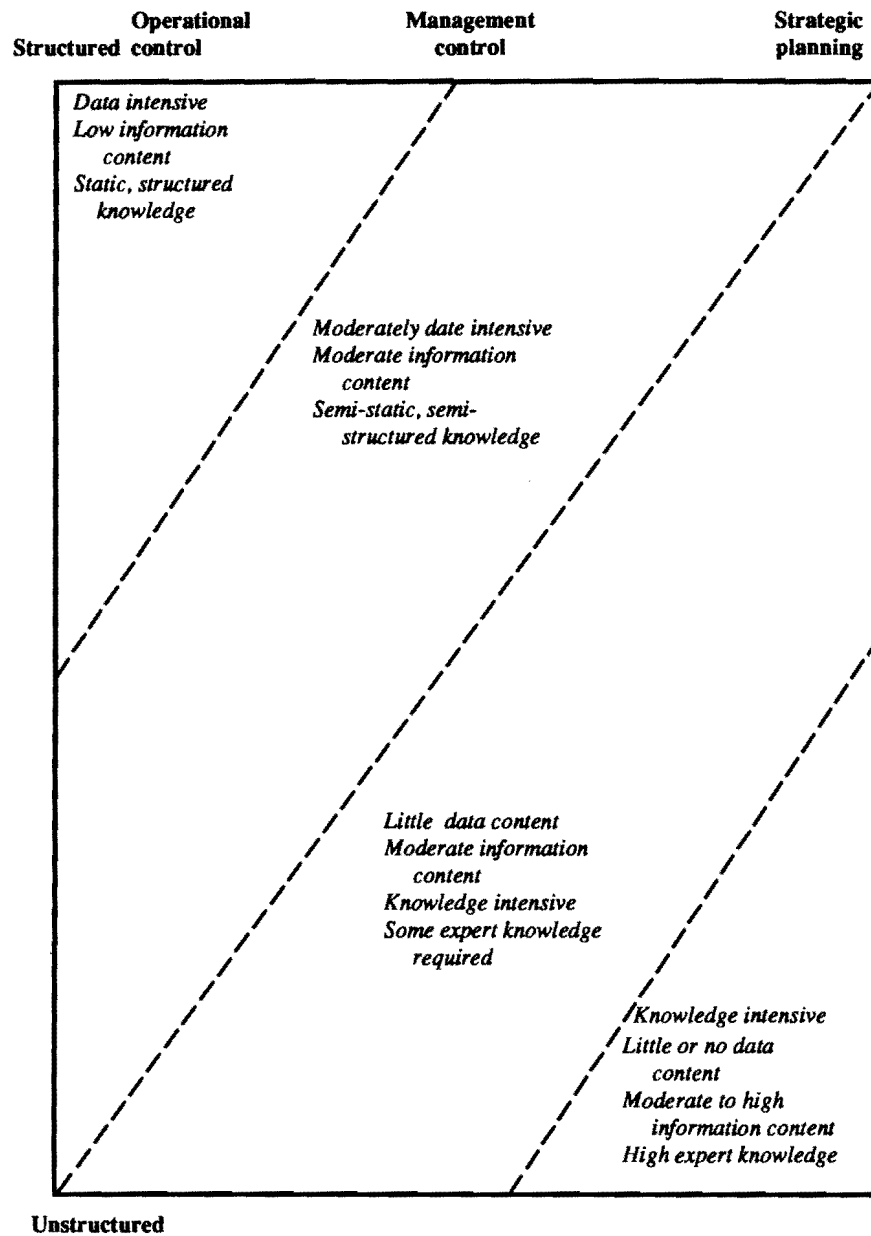 Operational Management Strategic
Structured control control planning
Data intensive
Low information
content
Static, structured
knowledge
Moderately date intensive
Moderate information
content
Semi-static, semi-
structured knowledge
Little data content
Moderate information
content
Knowledge intensive
Some expert knowledge
required
Knowledge intensive
Little or no data
content
Moderate to high
information content
High expert knowledge
Unstructured